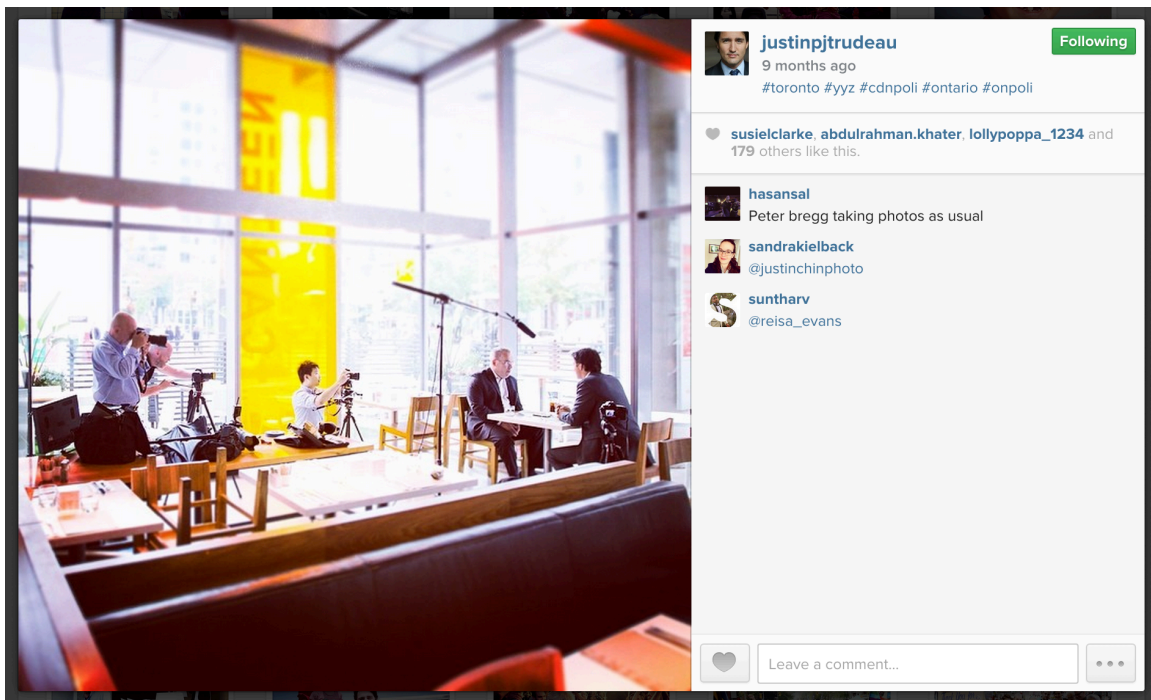 justinpjtrudeau
Following
9 months ago
#toronto #yyz #cdnpoli #ontario #onpoli
susielclarke, abdulrahman.khater, lollypoppa_1234 and
179 others like this.
hasansal
Peter bregg taking photos as usual
sandrakielback
@justinchinphoto
suntharv
@reisa_evans
Leave a comment...